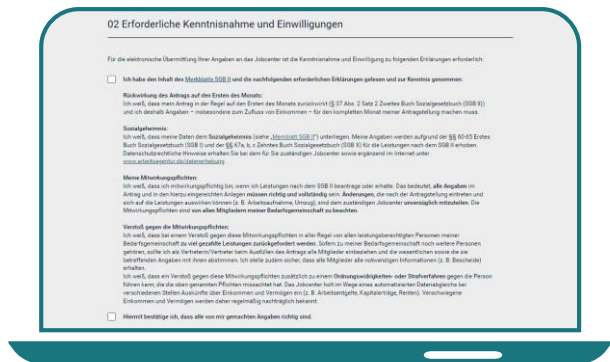 02 Erforderliche Kenntnisnahme und Einwilligungen
Für die elektronische Übermittlung Ihrer Angaben an das Jobcenter ist die Kenntnisnahme und Einwilligung zu folgenden Erklärungen erforderlich:
Ich habe den Inhalt des Merkblatts SGB II und die nachfolgenden erforderlichen Erklärungen gelesen und zur Kenntnis genommen:
Rückwirkung des Antrags auf den Ersten des Monats:
Ich weiß, dass mein Antrag in der Regel auf den Ersten des Monats zurückwirkt (§ 37 Abs. 2 Satz 2 Zweites Buch Sozialgesetzbuch (SGB II))
und ich deshalb Angaben – insbesondere zum Zufluss von Einkommen – für den kompletten Monat meiner Antragstellung machen muss.
Sozialgeheimnis:
Ich weiß, dass meine Daten dem Sozialgeheimnis (siehe „Merkblatt SGB II“) unterliegen. Meine Angaben werden aufgrund der §§ 60-65 Erstes
Buch Sozialgesetzbuch (SGB I) und der §§ 67a, b, c Zehntes Buch Sozialgesetzbuch (SGB X) für die Leistungen nach dem SGB II erhoben.
Datenschutzrechtliche Hinweise erhalten Sie bei dem für Sie zuständigen Jobcenter sowie ergänzend im Internet unter
www.arbeitsagentur.de/datenerhebung
Meine Mitwirkungspflichten:
Ich weiß, dass ich mitwirkungspflichtig bin, wenn ich Leistungen nach dem SGB II beantrage oder erhalte. Das bedeutet, alle Angaben im
Antrag und in den hierzu eingereichten Anlagen müssen richtig und vollständig sein. Änderungen, die nach der Antragstellung eintreten und
sich auf die Leistungen auswirken können (z. B. Arbeitsaufnahme, Umzug), sind dem zuständigen Jobcenter unverzüglich mitzuteilen. Die
Mitwirkungspflichten sind von allen Mitgliedern meiner Bedarfsgemeinschaft zu beachten.
Verstoß gegen die Mitwirkungspflichten:
Ich weiß, dass bei einem Verstoß gegen diese Mitwirkungspflichten in aller Regel von allen leistungsberechtigten Personen meiner
Bedarfsgemeinschaft zu viel gezahlte Leistungen zurückgefordert werden. Sofern zu meiner Bedarfsgemeinschaft noch weitere Personen
gehören, sollte ich als Vertreterin/Vertreter beim Ausfüllen des Antrags alle Mitglieder einbeziehen und die wesentlichen sowie die sie
betreffenden Angaben mit ihnen abstimmen. Ich stelle zudem sicher, dass alle Mitglieder alle notwendigen Informationen (z. B. Bescheide)
erhalten.
Ich weiß, dass ein Verstoß gegen diese Mitwirkungspflichten zusätzlich zu einem Ordnungswidrigkeiten- oder Strafverfahren gegen die Person
führen kann, die die oben genannten Pflichten missachtet hat. Das Jobcenter holt im Wege eines automatisierten Datenabgleichs bei
verschiedenen Stellen Auskünfte über Einkommen und Vermögen ein (z. B. Arbeitsentgelte, Kapitalerträge, Renten). Verschwiegene
Einkommen und Vermögen werden daher regelmäßig nachträglich bekannt.
Hiermit bestätige ich, dass alle von mir gemachten Angaben richtig sind.